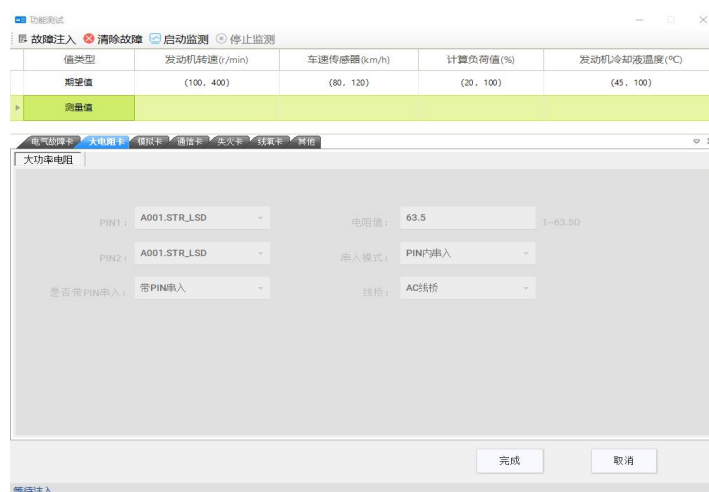 功能测试
故障注入 清除故障 启动监测 停止监测
值类型 发动机转速(r/min) 车速传感器(km/h) 计算负荷值(%) 发动机冷却液温度(℃)
期望值 (100, 400) (80, 120) (20, 100) (45, 100)
测量值
电气故障卡 大电阻卡 模拟卡 通信卡 失火卡 线氧卡 其他
大功率电阻
PIN1: A001.STR_LSD 电阻值: 63.5 1~63.5Ω
PIN2: A001.STR_LSD 串入模式: PIN内串入
是否带PIN串入: 带PIN串入 线桥: AC线桥
完成 取消
等待注入